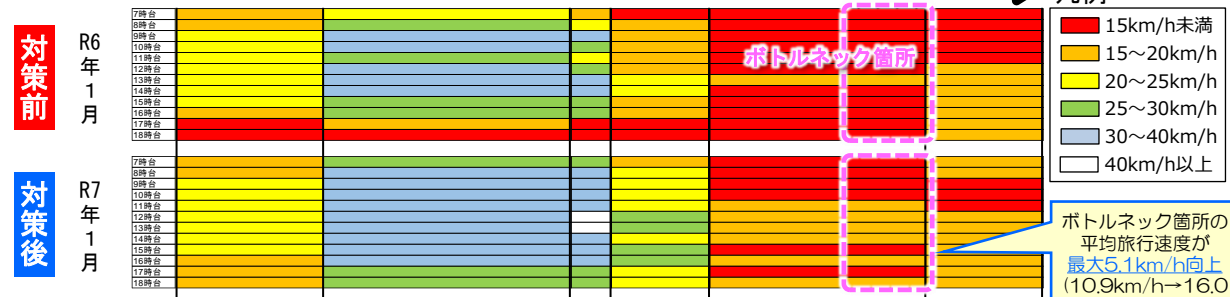 凡例
対策前
R6年1月
7時台
8時台
9時台
10時台
11時台
12時台
13時台
14時台
15時台
16時台
17時台
18時台
ボトルネック箇所
15km/h未満
15～20km/h
20～25km/h
25～30km/h
30～40km/h
40km/h以上
対策後
R7年1月
7時台
8時台
9時台
10時台
11時台
12時台
13時台
14時台
15時台
16時台
17時台
18時台
ボトルネック箇所の
平均旅行速度が
最大5.1km/h向上
(10.9km/h→16.0